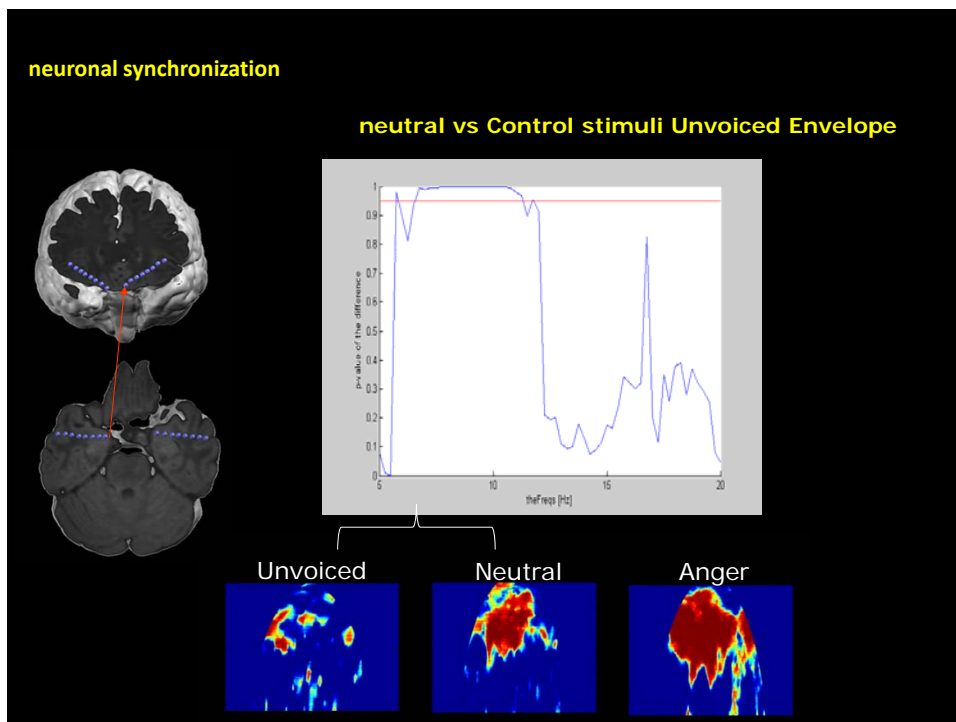 neuronal synchronization
neutral vs Control stimuli Unvoiced Envelope
1
0.9
0.8
0.7
0.6
0.5
0.4
0.3
0.2
0.1
0
p-value of the difference
5 10 15 20
theFreqs [Hz]
Unvoiced Neutral Anger